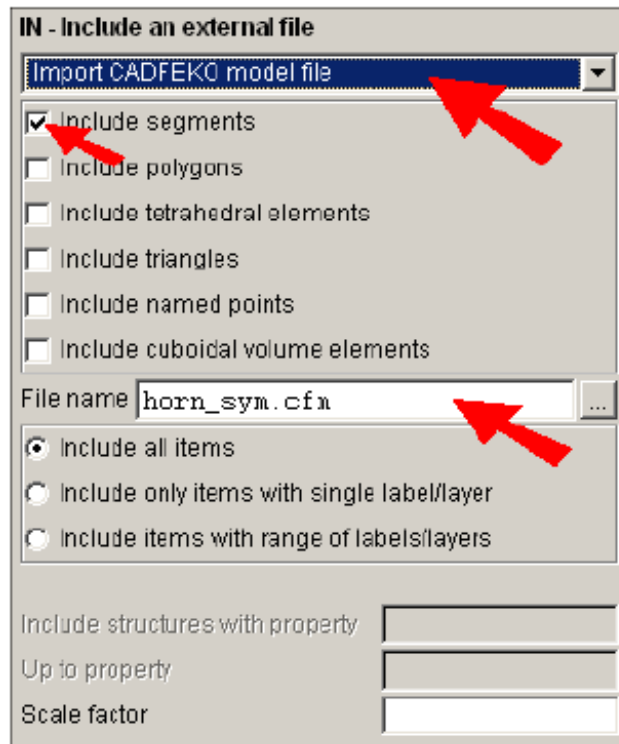 IN - Include an external file
Import CADFEKO model file
Include segments
Include polygons
Include tetrahedral elements
Include triangles
Include named points
Include cuboidal volume elements
File name horn_sym.cfm ...
Include all items
Include only items with single label/layer
Include items with range of labels/layers
Include structures with property
Up to property
Scale factor